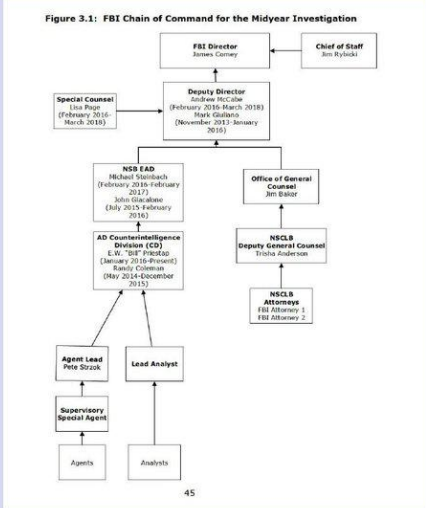 Figure 3.1: FBI Chain of Command for the Midyear Investigation
FBI Director
James Comey
Chief of Staff
Jim Rybicki
Deputy Director
Andrew McCabe
(February 2016-March 2018)
Mark Giuliano
(November 2013-January
2016)
Special Counsel
Lisa Page
(February 2016-
March 2018)
NSB EAD
Michael Steinbach
(February 2016-February
2017)
John Giacalone
(July 2015-February
2016)
Office of General
Counsel
Jim Baker
AD Counterintelligence
Division (CD)
E.W. "Bill" Priestap
(January 2016-Present)
Randy Coleman
(May 2014-December
2015)
NSCLB
Deputy General Counsel
Trisha Anderson
NSCLB
Attorneys
FBI Attorney 1
FBI Attorney 2
Agent Lead
Pete Strzok
Lead Analyst
Supervisory
Special Agent
Agents
Analysts
45